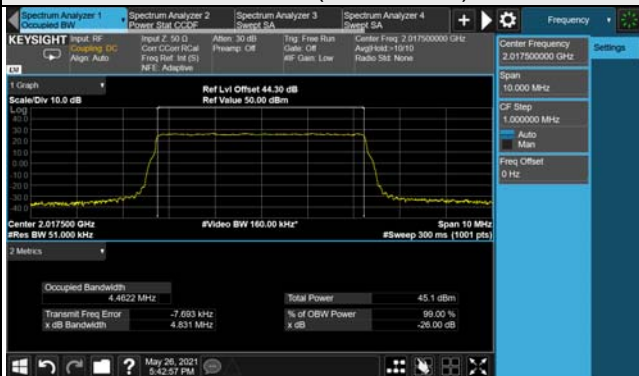 Spectrum Analyzer 1
Occupied BW
Spectrum Analyzer 2
Power Stat CCDF
Spectrum Analyzer 3
Swept SA
Spectrum Analyzer 4
Swept SA
Frequency
KEYSIGHT
Input: RF
Coupling: DC
Align: Auto
Input Z: 50 Ω
Corr CCorr RCal
Freq Ref: Int (S)
NFE: Adaptive
Atten: 30 dB
Preamp: Off
Trig: Free Run
Gate: Off
#IF Gain: Low
Center Freq: 2.017500000 GHz
Avg|Hold:>10/10
Radio Std: None
LXI
1 Graph
Scale/Div 10.0 dB
Ref Lvl Offset 44.30 dB
Ref Value 50.00 dBm
Log
40.0
30.0
20.0
10.0
0.00
-10.0
-20.0
-30.0
-40.0
Center 2.017500 GHz
#Res BW 51.000 kHz
#Video BW 160.00 kHz*
Span 10 MHz
#Sweep 300 ms (1001 pts)
2 Metrics
Occupied Bandwidth
4.4622 MHz
Total Power 45.1 dBm
Transmit Freq Error -7.693 kHz
% of OBW Power 99.00 %
x dB Bandwidth 4.831 MHz
x dB -26.00 dB
May 26, 2021
5:42:57 PM
Center Frequency
2.017500000 GHz
Settings
Span
10.000 MHz
CF Step
1.000000 MHz
Auto
Man
Freq Offset
0 Hz